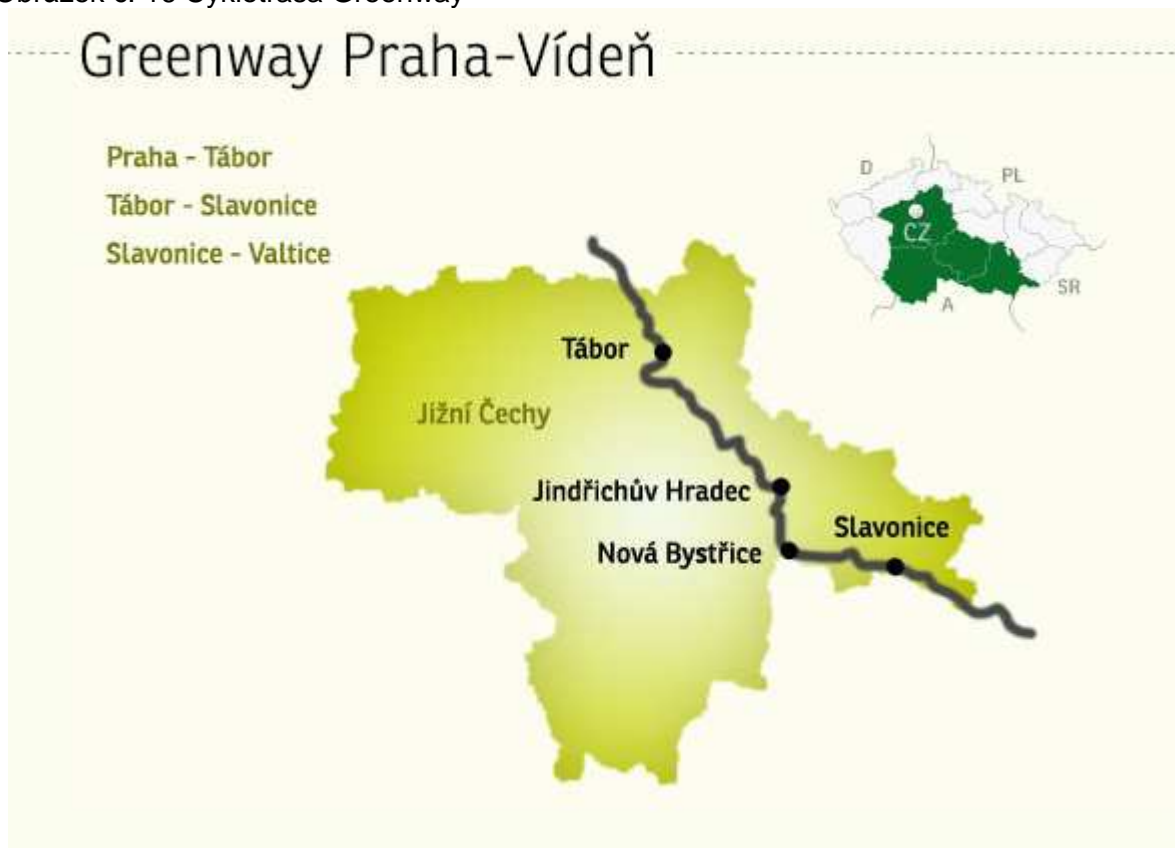 Greenway Praha-Vídeň
Praha - Tábor
Tábor - Slavonice
Slavonice - Valtice
D
PL
CZ
SR
A
Tábor
Jižní Čechy
Jindřichův Hradec
Slavonice
Nová Bystřice